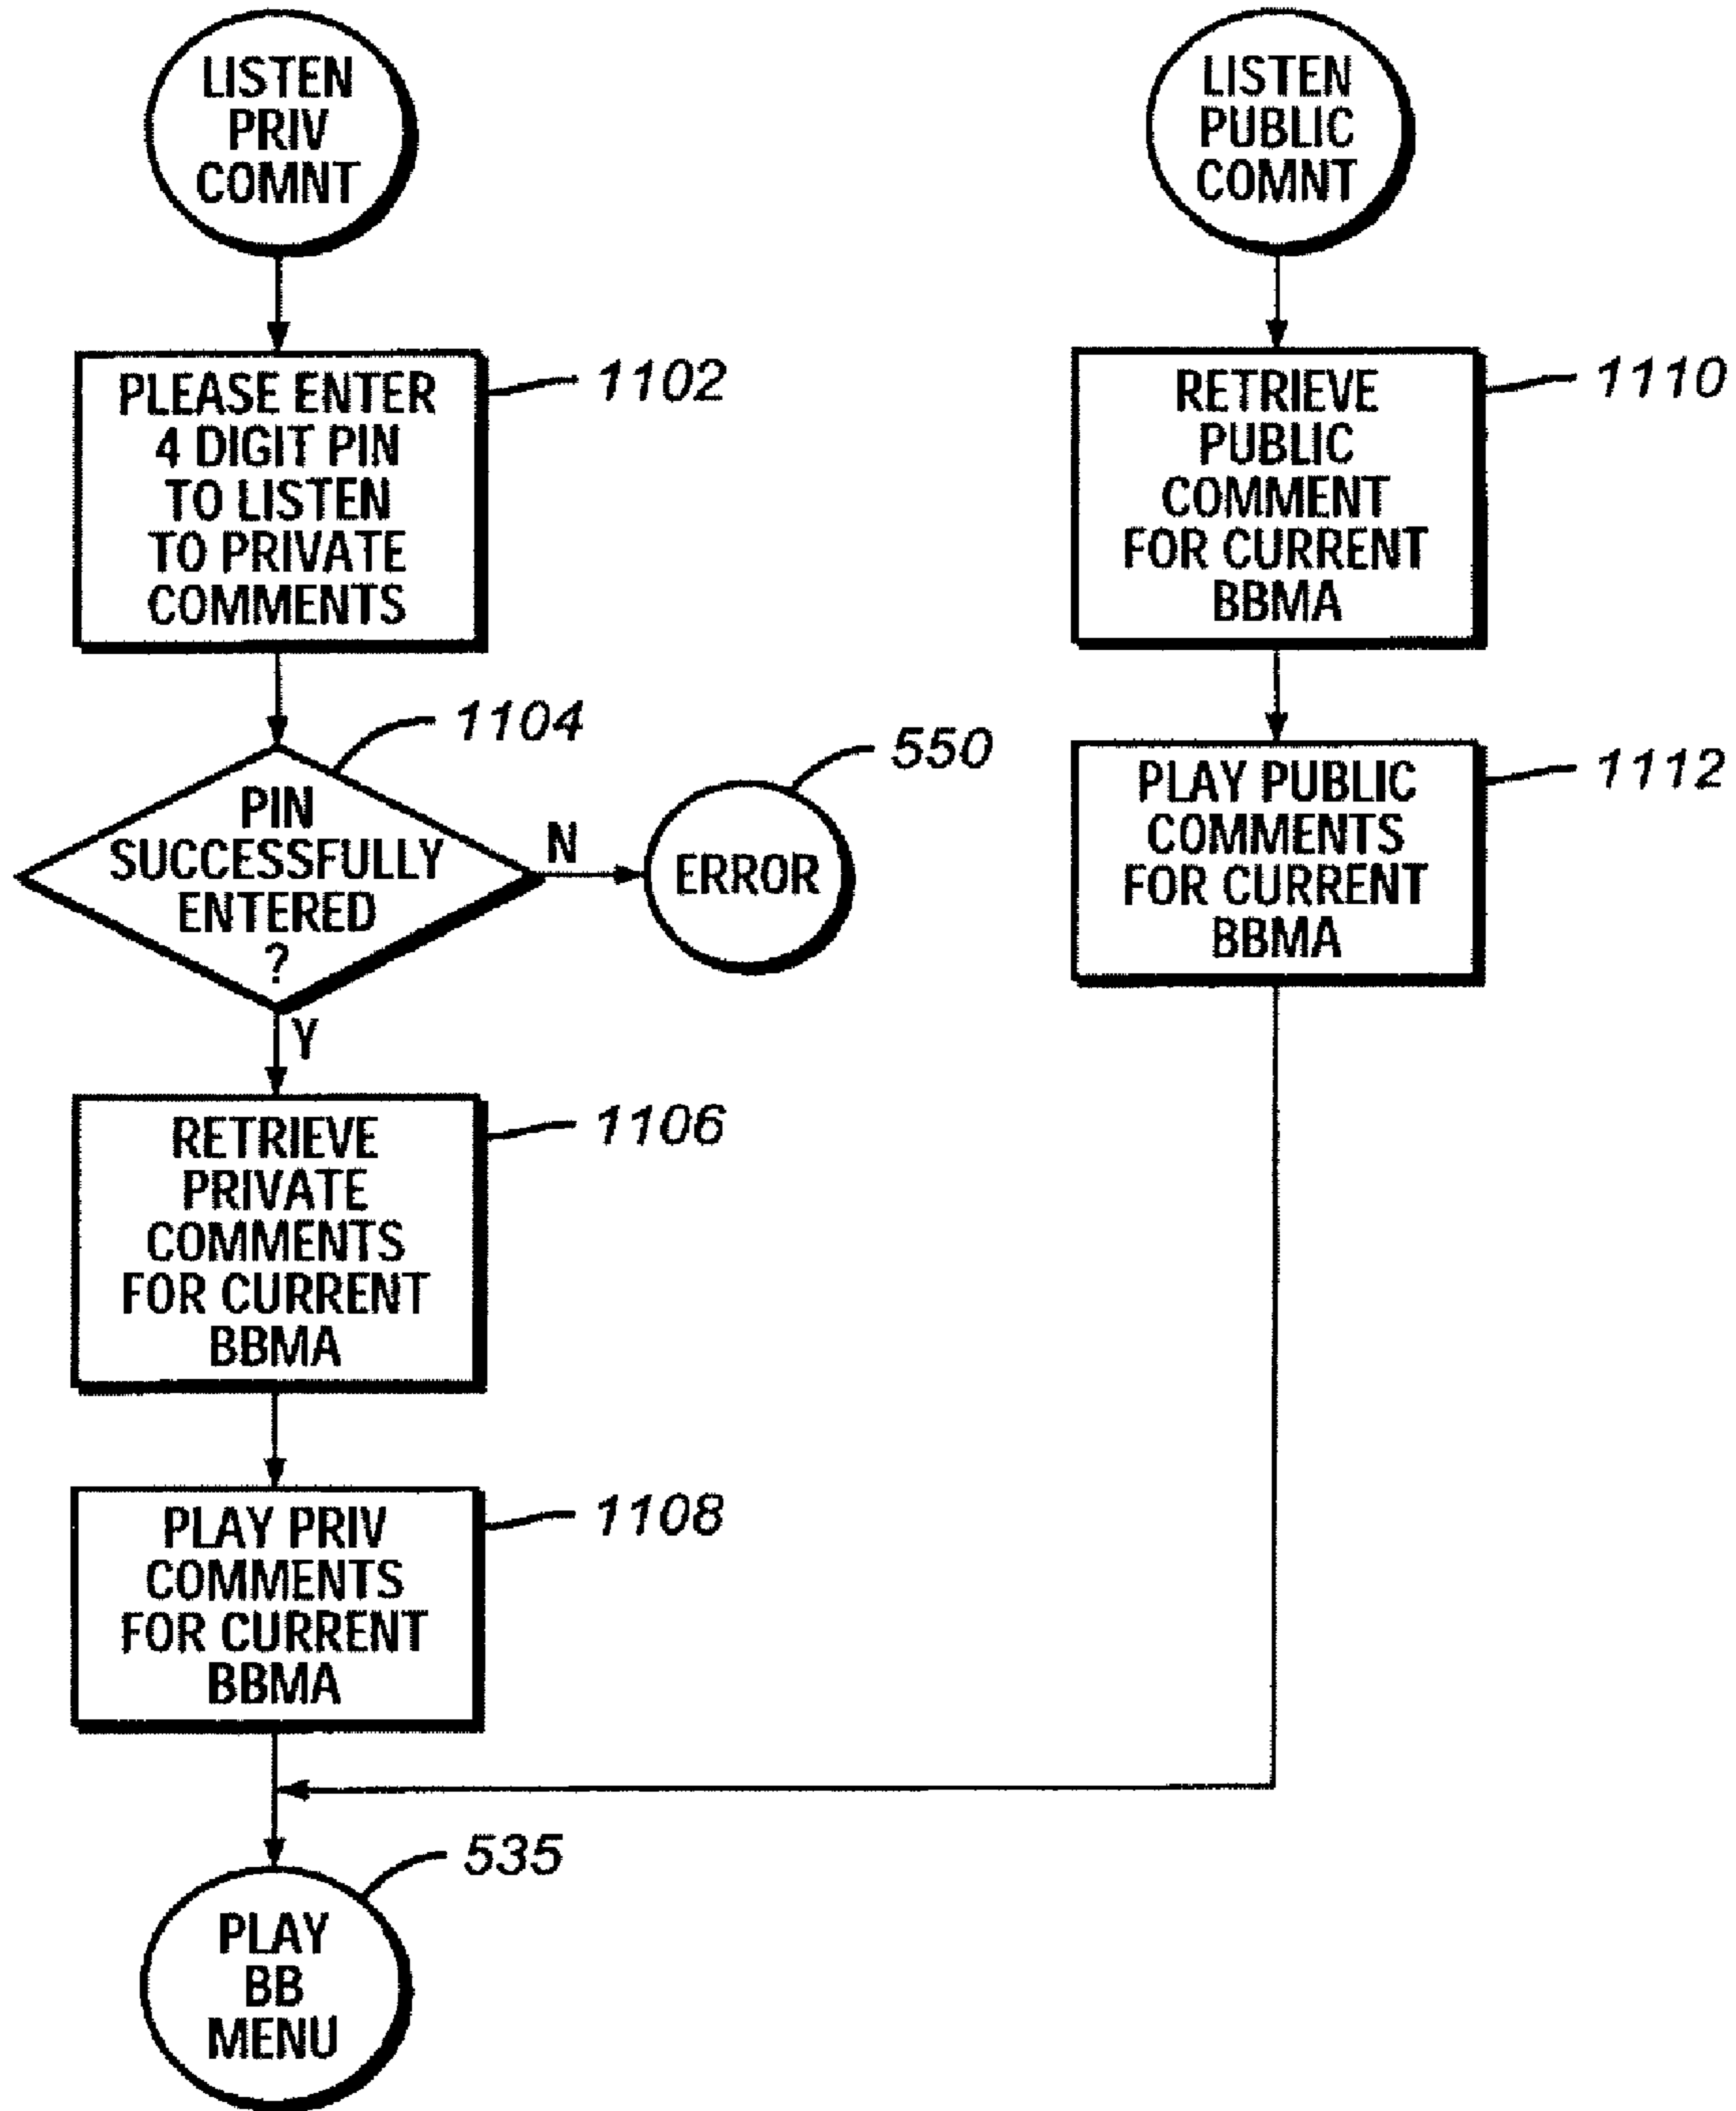 LISTEN
PRIV
COMNT
PLEASE ENTER
4 DIGIT PIN
TO LISTEN
TO PRIVATE
COMMENTS
1102
1104
PIN
SUCCESSFULLY
ENTERED
?
N
550
ERROR
Y
RETRIEVE
PRIVATE
COMMENTS
FOR CURRENT
BBMA
1106
PLAY PRIV
COMMENTS
FOR CURRENT
BBMA
1108
535
PLAY
BB
MENU
LISTEN
PUBLIC
COMNT
RETRIEVE
PUBLIC
COMMENT
FOR CURRENT
BBMA
1110
PLAY PUBLIC
COMMENTS
FOR CURRENT
BBMA
1112